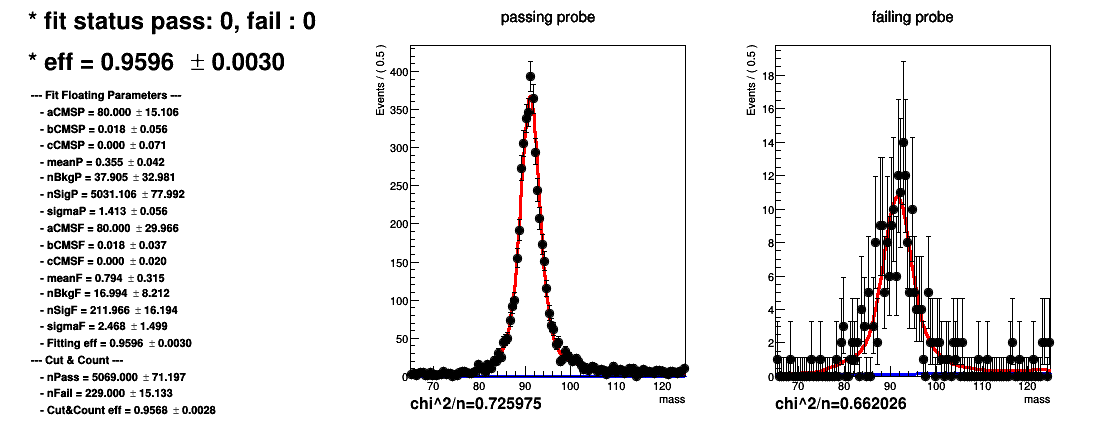 * fit status pass: 0, fail : 0
* eff = 0.9596 ± 0.0030
--- Fit Floating Parameters ---
- aCMSP = 80.000 ± 15.106
- bCMSP = 0.018 ± 0.056
- cCMSP = 0.000 ± 0.071
- meanP = 0.355 ± 0.042
- nBkgP = 37.905 ± 32.981
- nSigP = 5031.106 ± 77.992
- sigmaP = 1.413 ± 0.056
- aCMSF = 80.000 ± 29.966
- bCMSF = 0.018 ± 0.037
- cCMSF = 0.000 ± 0.020
- meanF = 0.794 ± 0.315
- nBkgF = 16.994 ± 8.212
- nSigF = 211.966 ± 16.194
- sigmaF = 2.468 ± 1.499
- Fitting eff = 0.9596 ± 0.0030
--- Cut & Count ---
- nPass = 5069.000 ± 71.197
- nFail = 229.000 ± 15.133
- Cut&Count eff = 0.9568 ± 0.0028
passing probe
Events / ( 0.5 )
400
350
300
250
200
150
100
50
0
70 80 90 100 110 120
mass
chi^2/n=0.725975
failing probe
Events / ( 0.5 )
18
16
14
12
10
8
6
4
2
0
70 80 90 100 110 120
mass
chi^2/n=0.662026